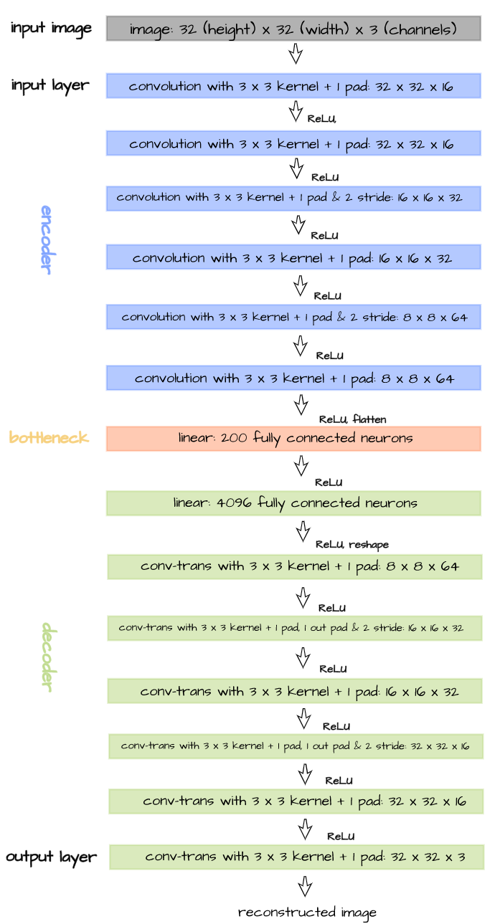 input image
image: 32 (height) x 32 (width) x 3 (channels)
input layer
convolution with 3 x 3 kernel + 1 pad: 32 x 32 x 16
ReLU,
convolution with 3 x 3 kernel + 1 pad: 32 x 32 x 16
ReLU
encoder
convolution with 3 x 3 kernel + 1 pad & 2 stride: 16 x 16 x 32
ReLU
convolution with 3 x 3 kernel + 1 pad: 16 x 16 x 32
ReLU
convolution with 3 x 3 kernel + 1 pad & 2 stride: 8 x 8 x 64
ReLU
convolution with 3 x 3 kernel + 1 pad: 8 x 8 x 64
ReLU, flatten
bottleneck
linear: 200 fully connected neurons
ReLU
linear: 4096 fully connected neurons
ReLU, reshape
conv-trans with 3 x 3 kernel + 1 pad: 8 x 8 x 64
ReLU
decoder
conv-trans with 3 x 3 kernel + 1 pad, 1 out pad & 2 stride: 16 x 16 x 32
ReLU
conv-trans with 3 x 3 kernel + 1 pad: 16 x 16 x 32
ReLU
conv-trans with 3 x 3 kernel + 1 pad, 1 out pad & 2 stride: 32 x 32 x 16
ReLU
conv-trans with 3 x 3 kernel + 1 pad: 32 x 32 x 16
ReLU
output layer
conv-trans with 3 x 3 kernel + 1 pad: 32 x 32 x 3
reconstructed image